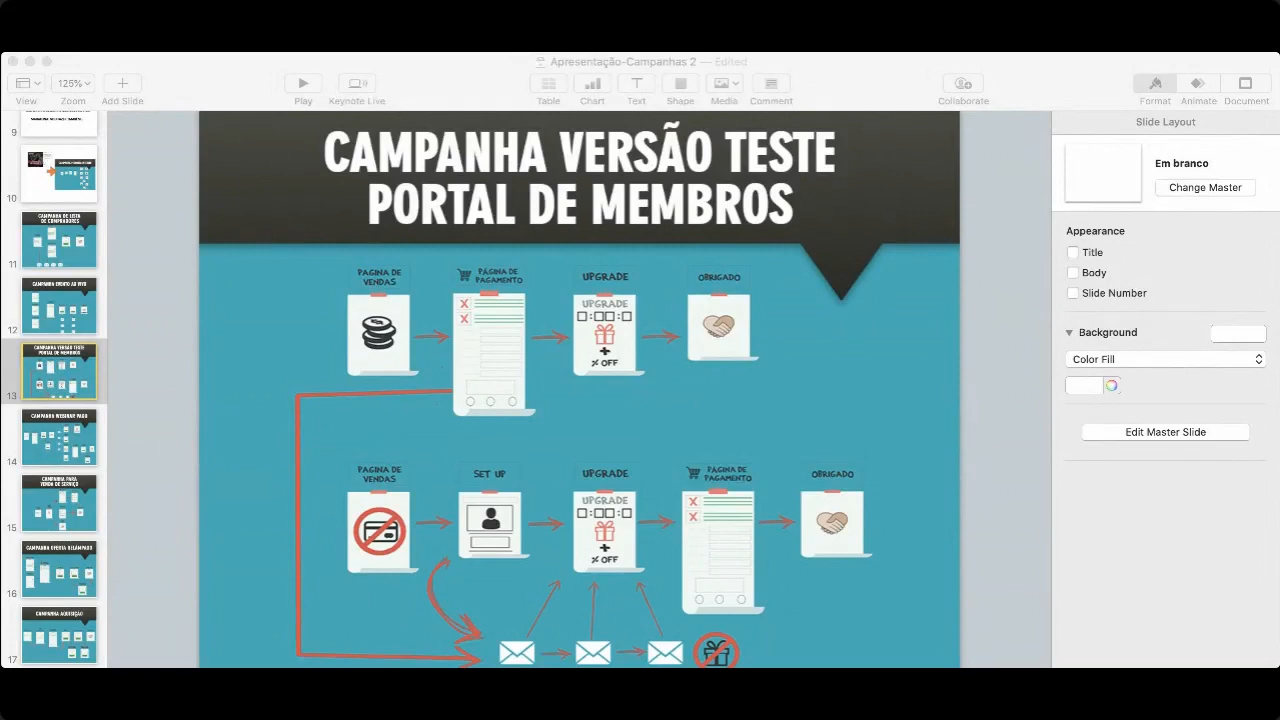 Apresentação-Campanhas 2 — Edited
125%
View
Zoom
Add Slide
Play
Keynote Live
Table
Chart
Text
Shape
Media
Comment
Collaborate
Format
Animate
Document
9
10
CAMPANHA DE LISTA
DE COMPRADORES
11
CAMPANHA EVENTO AO VIVO
12
CAMPANHA VERSÃO TESTE
PORTAL DE MEMBROS
13
CAMPANHA WEBINAR PAGO
14
CAMPANHA PARA
VENDA DE SERVIÇO
15
CAMPANHA OFERTA RELÂMPAGO
16
CAMPANHA AQUISIÇÃO
17
CAMPANHA VERSÃO TESTE
PORTAL DE MEMBROS
PAGINA DE
VENDAS
PÁGINA DE
PAGAMENTO
UPGRADE
OBRIGADO
UPGRADE
+
% OFF
PAGINA DE
VENDAS
SET UP
UPGRADE
PÁGINA DE
PAGAMENTO
OBRIGADO
UPGRADE
+
% OFF
Slide Layout
Em branco
Change Master
Appearance
Title
Body
Slide Number
Background
Color Fill
Edit Master Slide